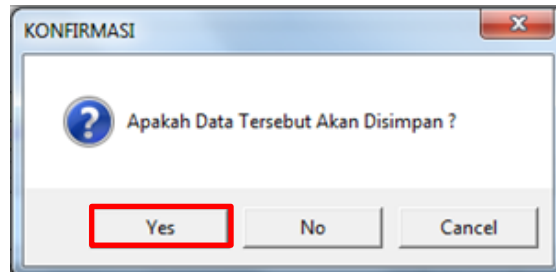 KONFIRMASI
Apakah Data Tersebut Akan Disimpan ?
Yes No Cancel